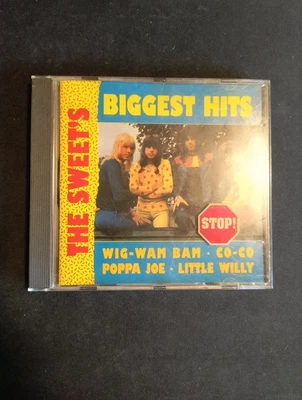 THE SWEET'S
BIGGEST HITS
STOP!
WIG-WAM BAM · CO-CO
POPPA JOE · LITTLE WILLY